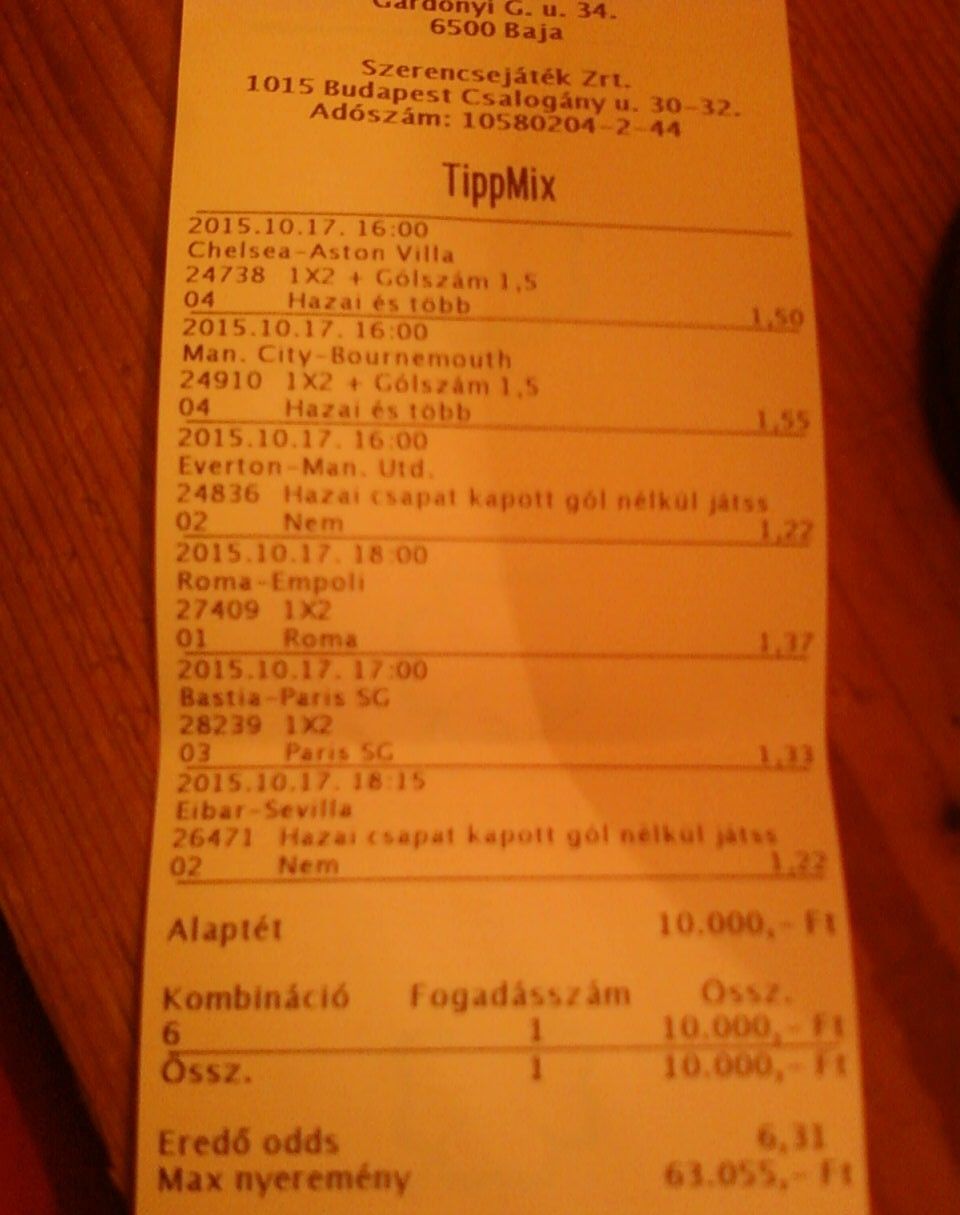 Gárdonyi G. u. 34.
6500 Baja
Szerencsejáték Zrt.
1015 Budapest Csalogány u. 30-32.
Adószám: 10580204-2-44
TippMix
2015.10.17. 16:00
Chelsea-Aston Villa
24738 1X2 + Gólszám 1,5
04 Hazai és több 1,50
2015.10.17. 16:00
Man. City-Bournemouth
24910 1X2 + Gólszám 1,5
04 Hazai és több 1,55
2015.10.17. 16:00
Everton-Man. Utd.
24836 Hazai csapat kapott gól nélkül játss
02 Nem 1,22
2015.10.17. 18:00
Roma-Empoli
27409 1X2
01 Roma 1,37
2015.10.17. 17:00
Bastia-Paris SG
28239 1X2
03 Paris SG 1,33
2015.10.17. 18:15
Eibar-Sevilla
26471 Hazai csapat kapott gól nélkül játss
02 Nem 1,22
Alaptét 10.000,- Ft
Kombináció Fogadásszám Össz.
6 1 10.000,- Ft
Össz. 1 10.000,- Ft
Eredő odds 6,31
Max nyeremény 63.055,- Ft